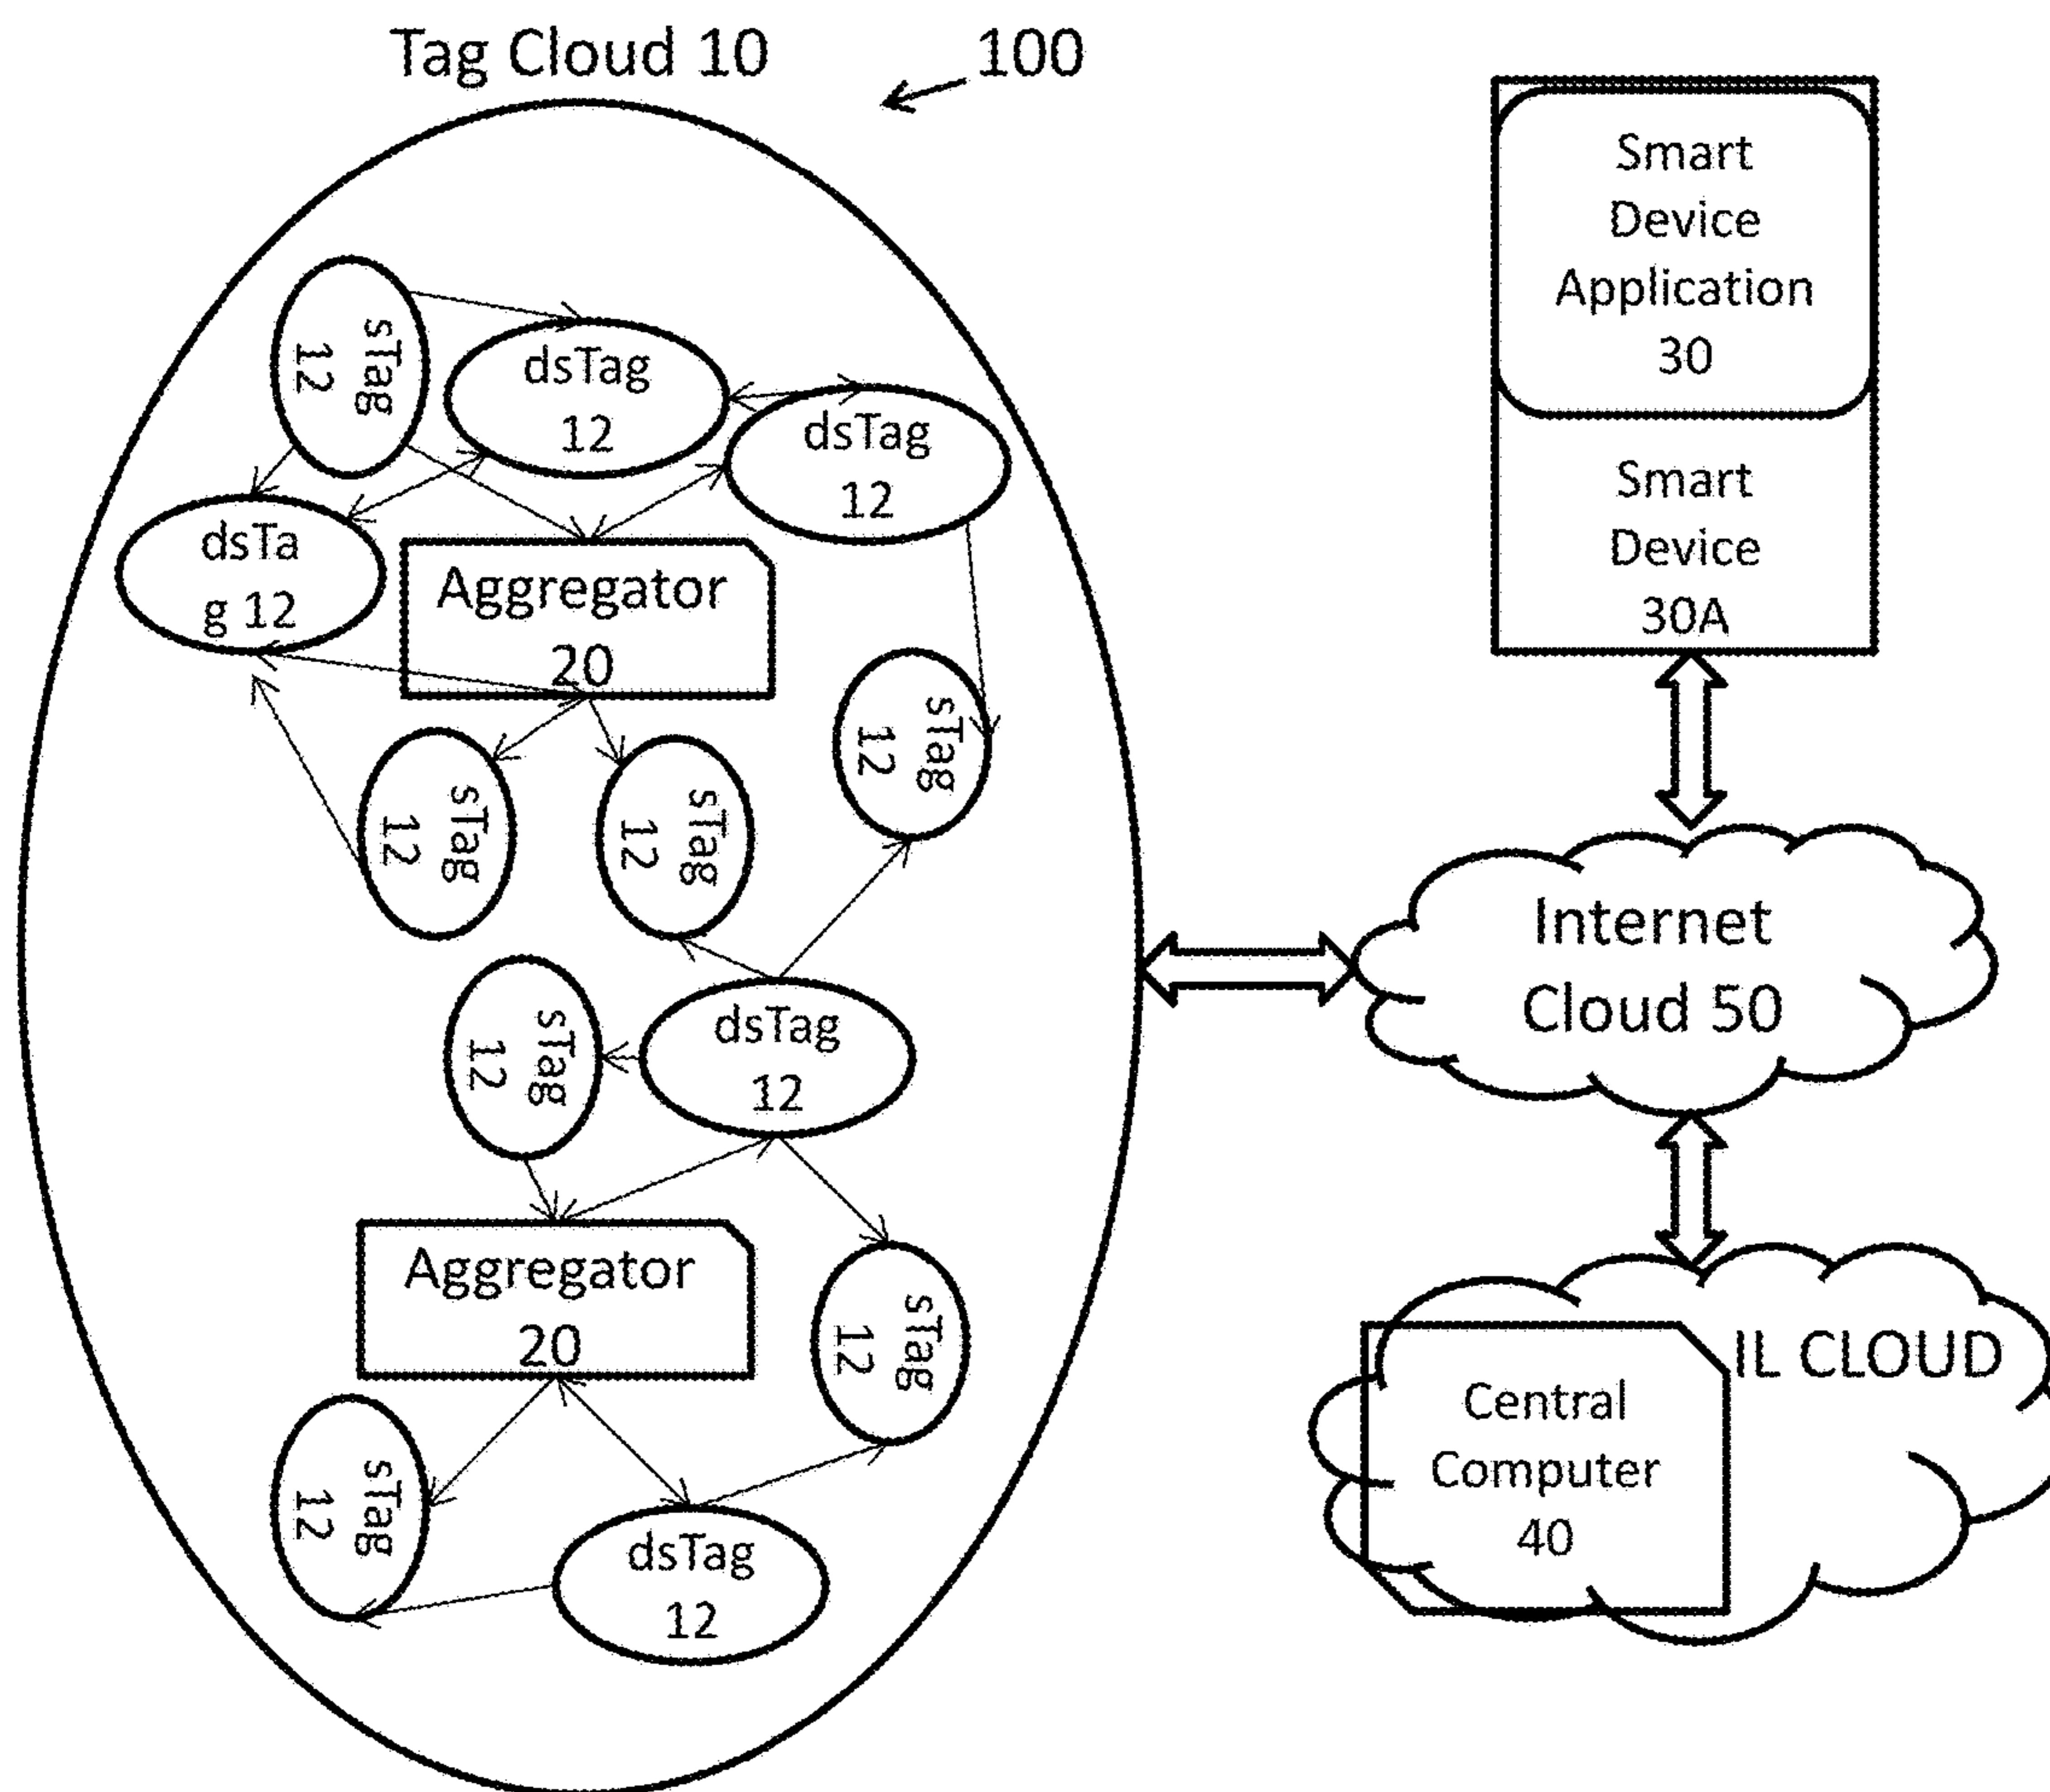 Tag Cloud 10
100
sTag
12
dsTag
12
dsTag
12
dsTa
g 12
Aggregator
20
sTag
12
sTag
12
sTag
12
sTag
12
dsTag
12
Aggregator
20
sTag
12
sTag
12
dsTag
12
Smart
Device
Application
30
Smart
Device
30A
Internet
Cloud 50
IL CLOUD
Central
Computer
40